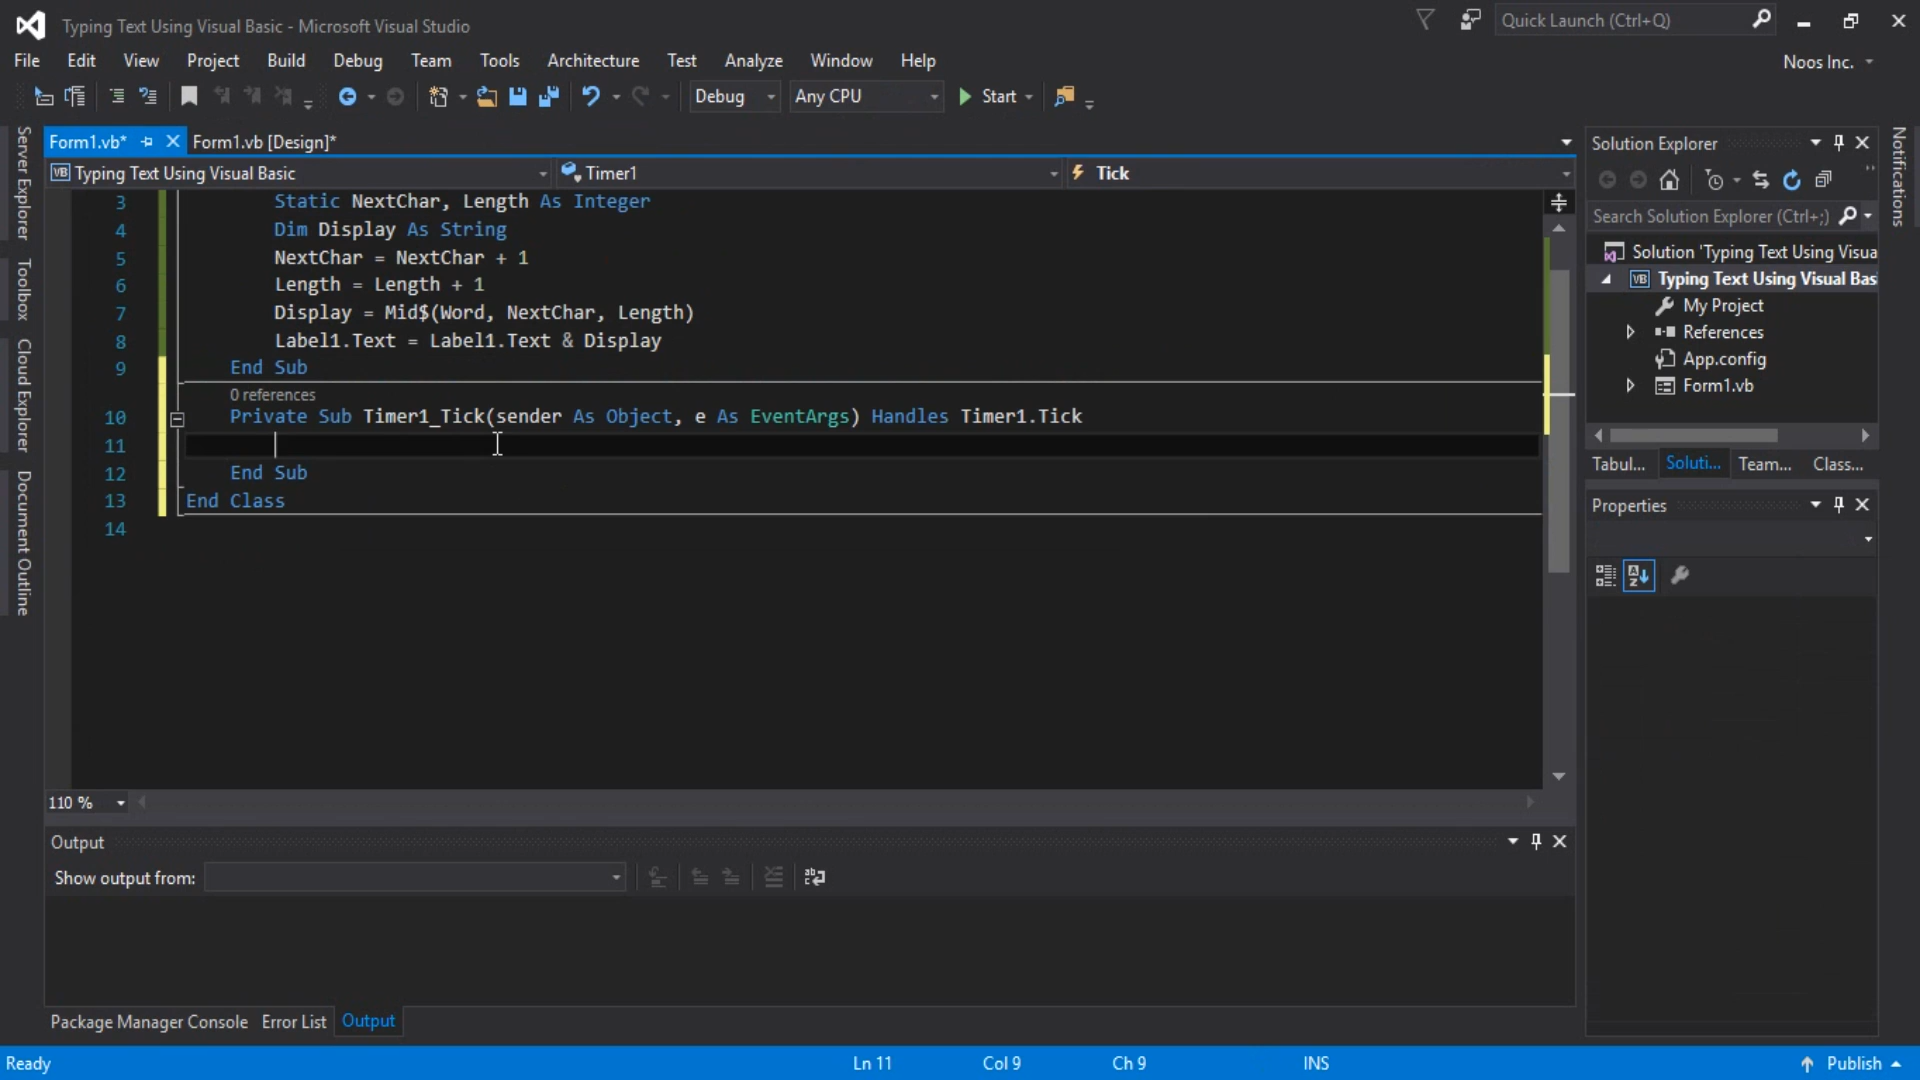 Typing Text Using Visual Basic - Microsoft Visual Studio
Quick Launch (Ctrl+Q)
File Edit View Project Build Debug Team Tools Architecture Test Analyze Window Help
Noos Inc.
Debug Any CPU Start
Form1.vb* Form1.vb [Design]*
VB Typing Text Using Visual Basic Timer1 Tick
3 Static NextChar, Length As Integer
4 Dim Display As String
5 NextChar = NextChar + 1
6 Length = Length + 1
7 Display = Mid$(Word, NextChar, Length)
8 Label1.Text = Label1.Text & Display
9 End Sub
0 references
10 Private Sub Timer1_Tick(sender As Object, e As EventArgs) Handles Timer1.Tick
11
12 End Sub
13 End Class
14
110 %
Output
Show output from:
Package Manager Console Error List Output
Ready Ln 11 Col 9 Ch 9 INS Publish
Server Explorer
Toolbox
Cloud Explorer
Document Outline
Solution Explorer
Search Solution Explorer (Ctrl+;)
Solution 'Typing Text Using Visua
VB Typing Text Using Visual Bas
My Project
References
App.config
Form1.vb
Tabul... Soluti... Team... Class...
Properties
Notifications